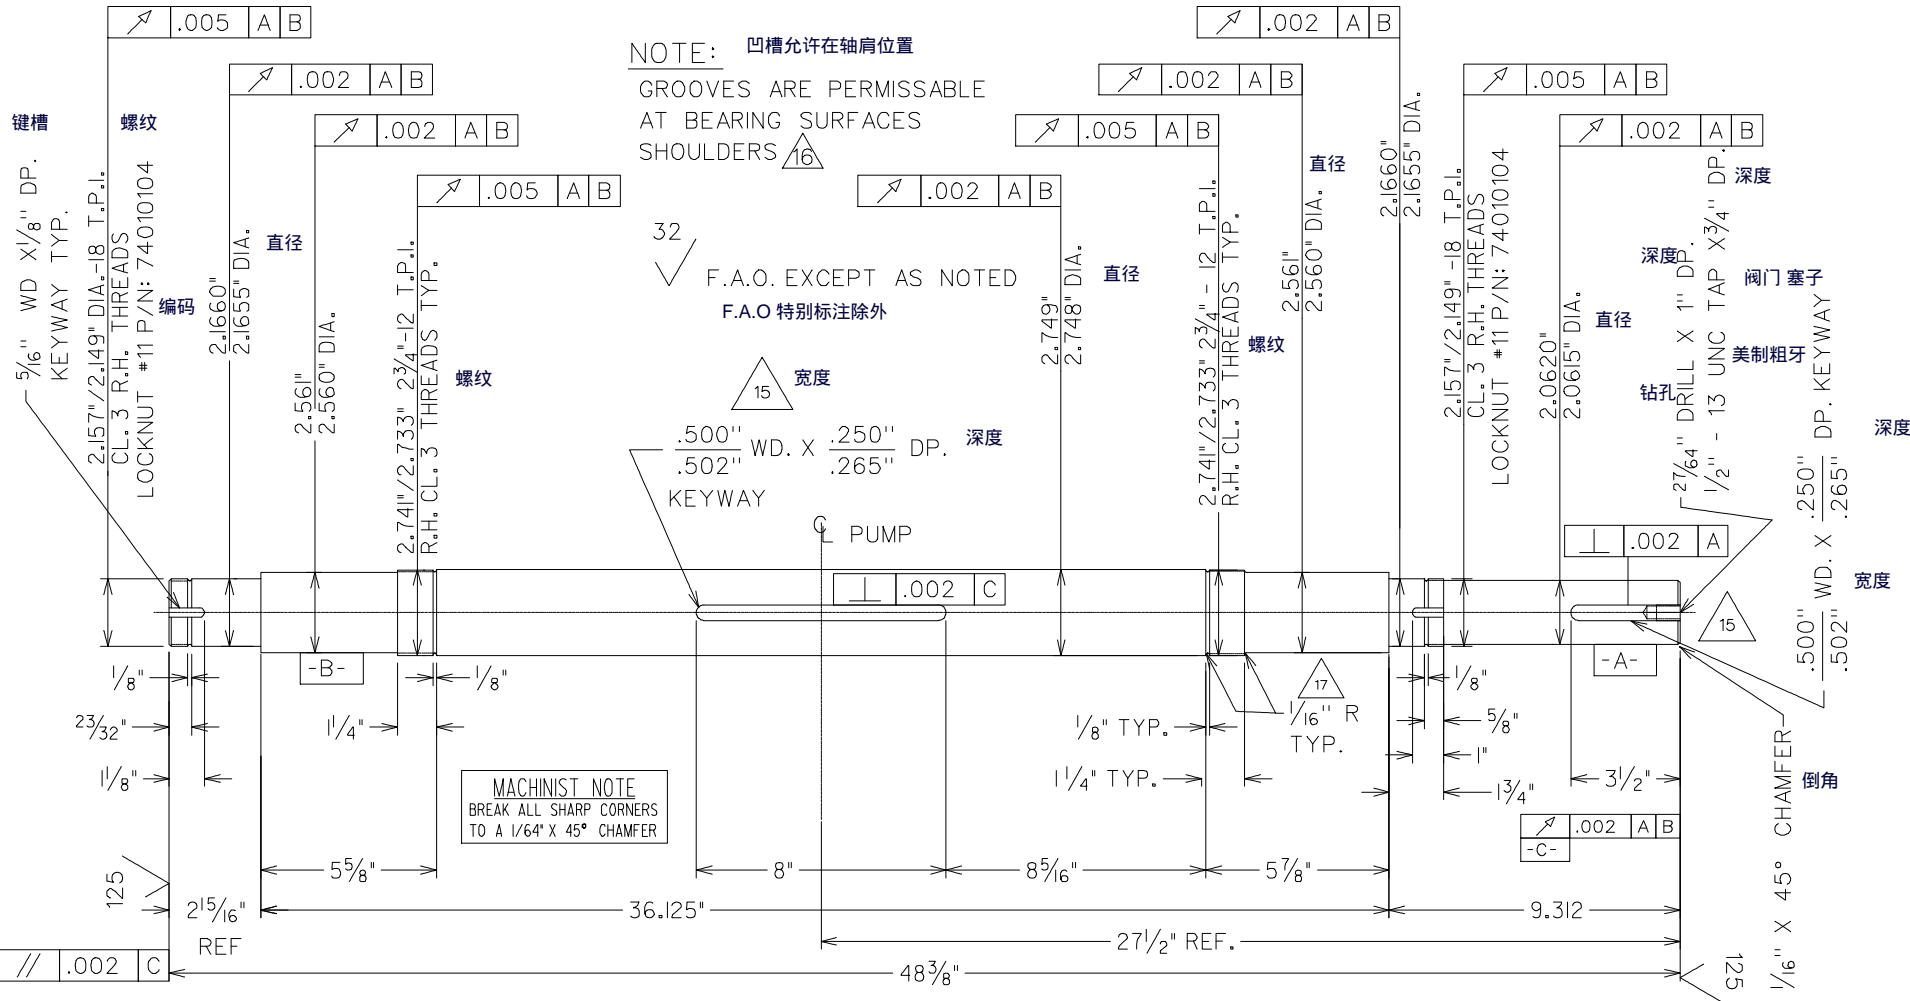 .005 A B
.002 A B
.002 A B
.005 A B
NOTE:
凹槽允许在轴肩位置
GROOVES ARE PERMISSABLE
AT BEARING SURFACES
SHOULDERS 16
.002 A B
.002 A B
.005 A B
.002 A B
.005 A B
.002 A B
键槽
5/16" WD X 1/8" DP.
KEYWAY TYP.
螺纹
2.157"/2.149" DIA.-18 T.P.I.
CL. 3 R.H. THREADS
LOCKNUT #11 P/N: 74010104
编码
2.1660"
2.1655" DIA.
直径
2.561"
2.560" DIA.
2.741"/2.733" 2 3/4"-12 T.P.I.
R.H. CL. 3 THREADS TYP.
螺纹
32
F.A.O. EXCEPT AS NOTED
F.A.O 特别标注除外
15
宽度
.500"
.502"
WD. X
.250"
.265"
DP.
深度
KEYWAY
℄ PUMP
2.749"
2.748" DIA.
直径
2.741"/2.733" 2 3/4" - 12 T.P.I.
R.H. CL. 3 THREADS TYP.
螺纹
2.561"
2.560" DIA.
直径
2.1660"
2.1655" DIA.
2.157"/2.149" -18 T.P.I.
CL. 3 R.H. THREADS
LOCKNUT #11 P/N: 74010104
2.0620"
2.0615" DIA.
直径
27/64" DRILL X 1" DP.
1/2" - 13 UNC TAP X 3/4" DP.
深度
深度
阀门 塞子
美制粗牙
钻孔
.500"
.502"
WD. X
.250"
.265"
DP. KEYWAY
深度
宽度
⊥ .002 A
⊥ .002 C
15
-B-
-A-
17
1/8"
1/8"
23/32"
1 1/4"
1 1/8"
1/8" TYP.
1 1/4" TYP.
1/16" R
TYP.
1/8"
5/8"
1"
1 3/4"
3 1/2"
1/16" X 45° CHAMFER
倒角
MACHINIST NOTE
BREAK ALL SHARP CORNERS
TO A 1/64" X 45° CHAMFER
.002 A B
-C-
5 5/8"
8"
8 5/16"
5 7/8"
125
2 15/16"
REF
36.125"
9.312
27 1/2" REF.
// .002 C
48 3/8"
125